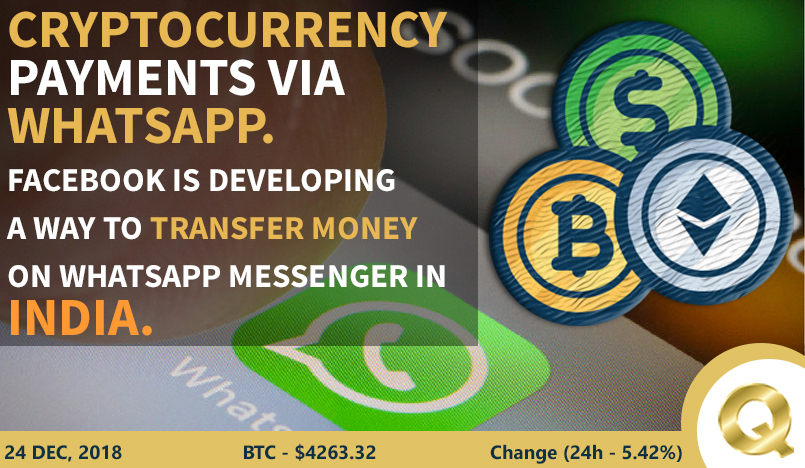 CRYPTOCURRENCY
PAYMENTS VIA
WHATSAPP.
FACEBOOK IS DEVELOPING
A WAY TO TRANSFER MONEY
ON WHATSAPP MESSENGER IN
INDIA.
Whats
24 DEC, 2018 BTC - $4263.32 Change (24h - 5.42%)
Q